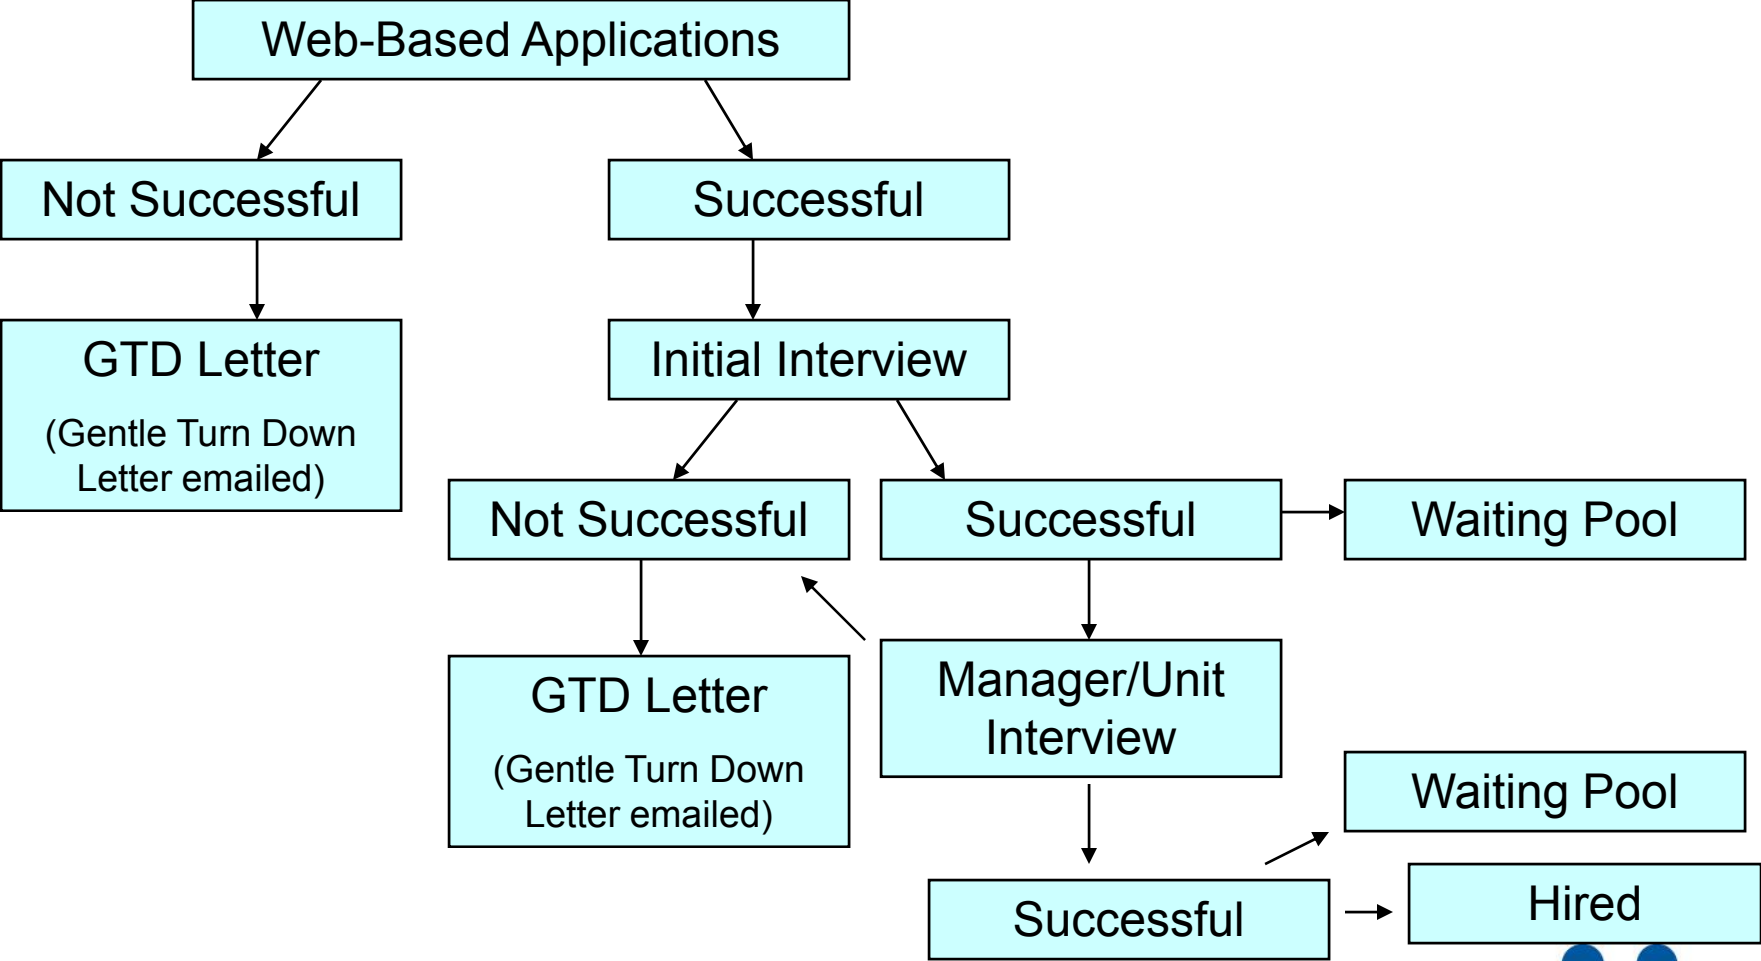 Web-Based Applications
Not Successful
Successful
GTD Letter
(Gentle Turn Down
Letter emailed)
Initial Interview
Not Successful
Successful
Waiting Pool
GTD Letter
(Gentle Turn Down
Letter emailed)
Manager/Unit
Interview
Waiting Pool
Successful
Hired